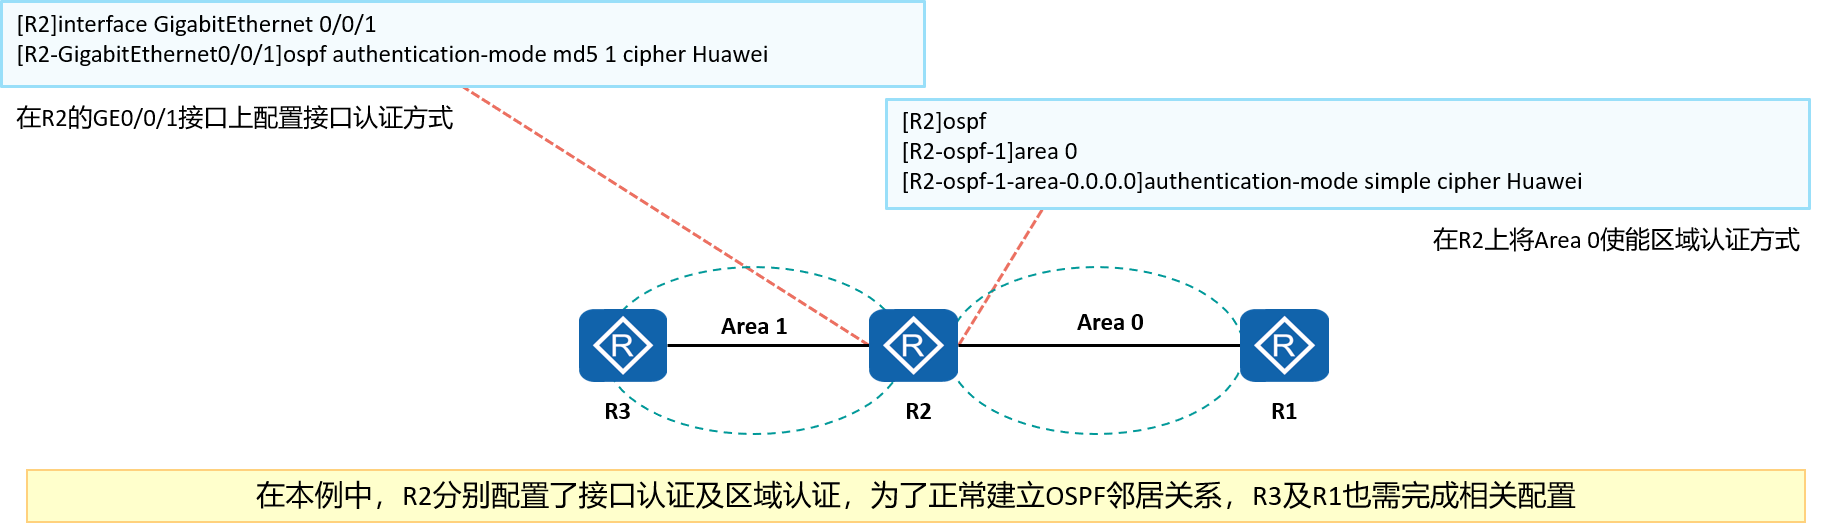 [R2]interface GigabitEthernet 0/0/1
[R2-GigabitEthernet0/0/1]ospf authentication-mode md5 1 cipher Huawei
在R2的GE0/0/1接口上配置接口认证方式
[R2]ospf
[R2-ospf-1]area 0
[R2-ospf-1-area-0.0.0.0]authentication-mode simple cipher Huawei
在R2上将Area 0使能区域认证方式
Area 1
Area 0
R
R
R
R3
R2
R1
在本例中，R2分别配置了接口认证及区域认证，为了正常建立OSPF邻居关系，R3及R1也需完成相关配置